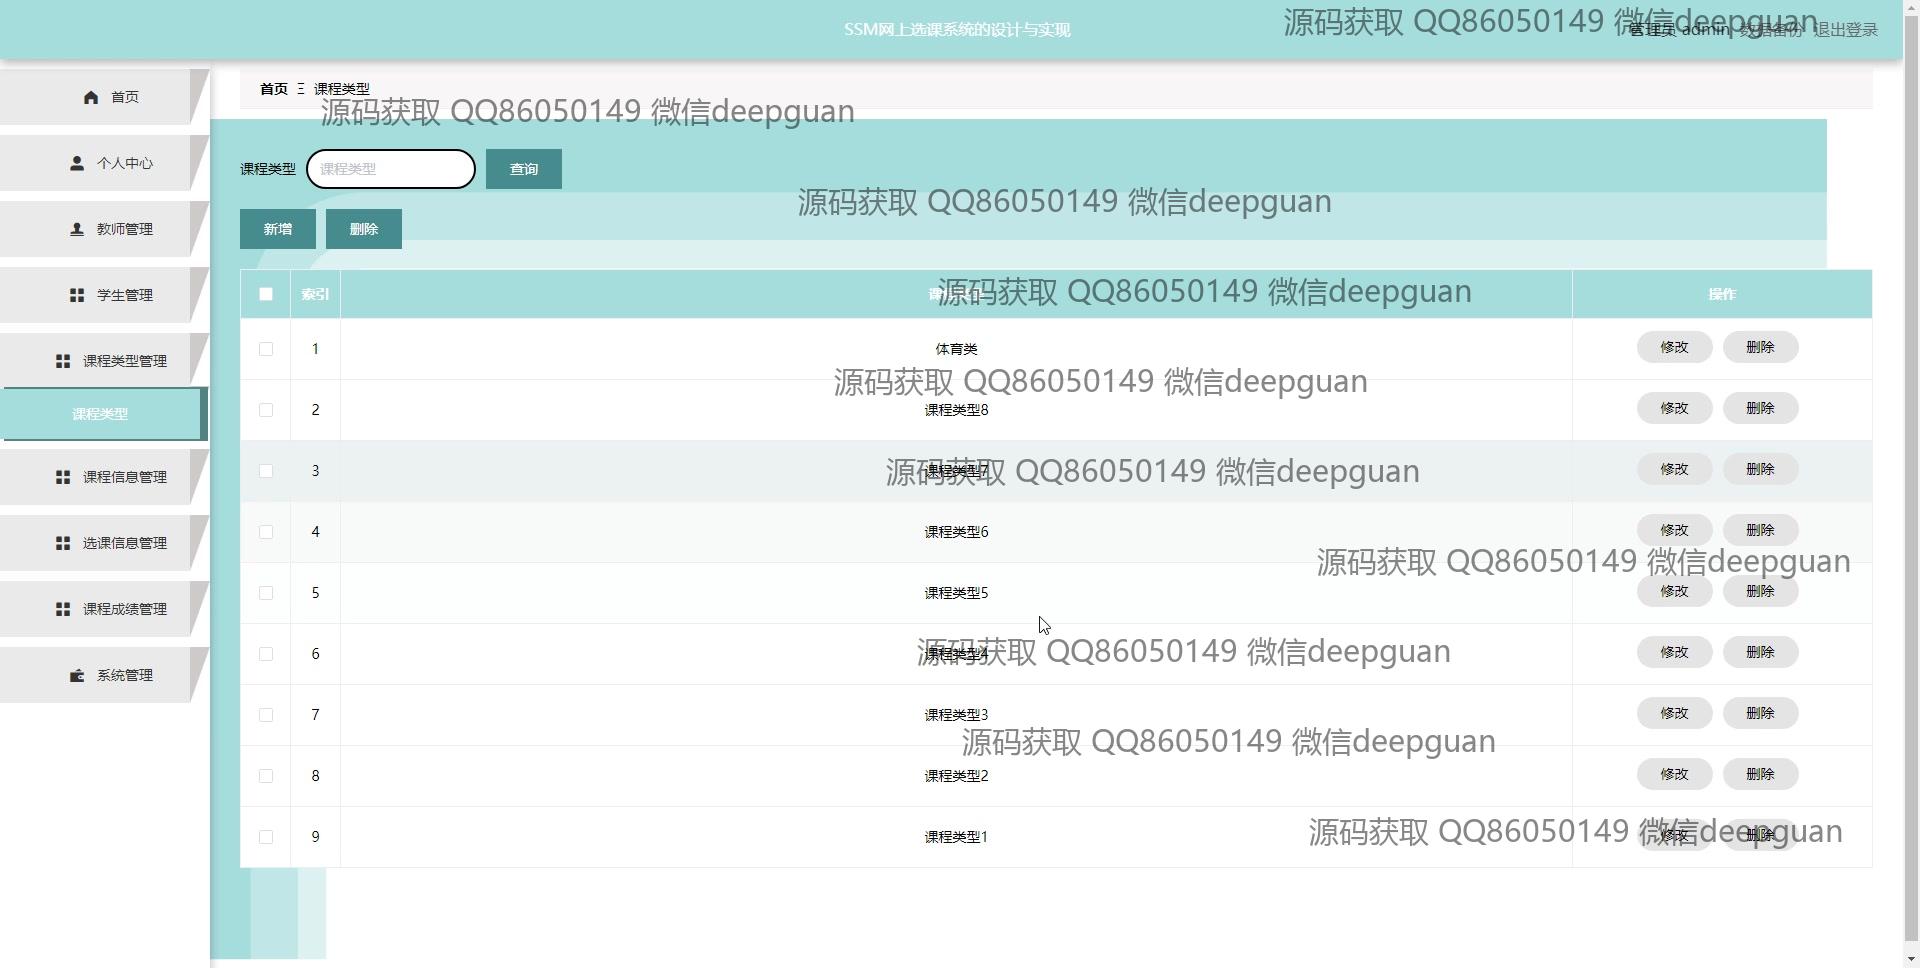 SSM网上选课系统的设计与实现
源码获取 QQ86050149 微信deepguan
管理员 admin 数据备份 退出登录
首页
个人中心
教师管理
学生管理
课程类型管理
课程类型
课程信息管理
选课信息管理
课程成绩管理
系统管理
首页 Ξ 课程类型
源码获取 QQ86050149 微信deepguan
课程类型 课程类型 查询
源码获取 QQ86050149 微信deepguan
新增 删除
索引 课程类型 操作
源码获取 QQ86050149 微信deepguan
1 体育类 修改 删除
源码获取 QQ86050149 微信deepguan
2 课程类型8 修改 删除
3 课程类型7 修改 删除
源码获取 QQ86050149 微信deepguan
4 课程类型6 修改 删除
源码获取 QQ86050149 微信deepguan
5 课程类型5 修改 删除
6 课程类型4 修改 删除
源码获取 QQ86050149 微信deepguan
7 课程类型3 修改 删除
源码获取 QQ86050149 微信deepguan
8 课程类型2 修改 删除
9 课程类型1 修改 删除
源码获取 QQ86050149 微信deepguan